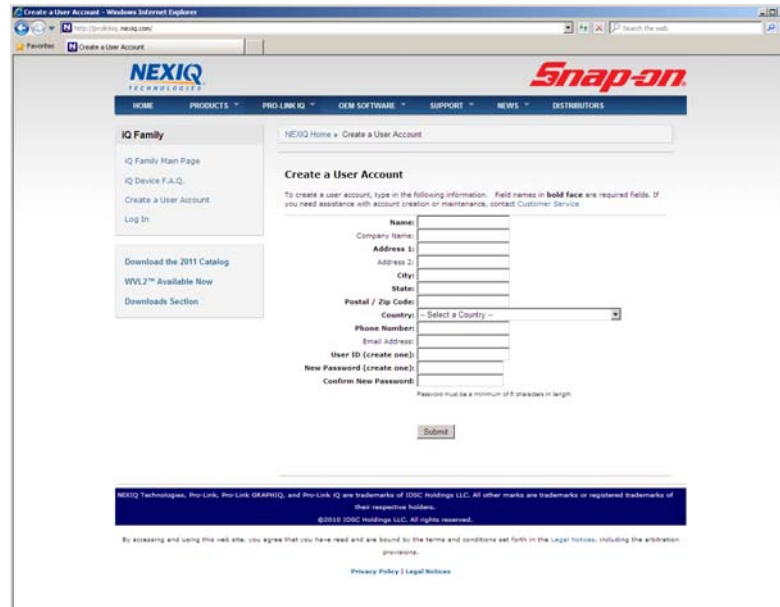 Create a User Account - Windows Internet Explorer
http://prolinkiq.nexiq.com/
Search the web
Favorites Create a User Account
NEXIQ
TECHNOLOGIES
Snap-on
HOME PRODUCTS PRO-LINK IQ OEM SOFTWARE SUPPORT NEWS DISTRIBUTORS
iQ Family
iQ Family Main Page
iQ Device F.A.Q.
Create a User Account
Log In
Download the 2011 Catalog
WVL2™ Available Now
Downloads Section
NEXIQ Home » Create a User Account
Create a User Account
To create a user account, type in the following information. Field names in bold face are required fields. If
you need assistance with account creation or maintenance, contact Customer Service
Name:
Company Name:
Address 1:
Address 2:
City:
State:
Postal / Zip Code:
Country: -- Select a Country --
Phone Number:
Email Address:
User ID (create one):
New Password (create one):
Confirm New Password:
Password must be a minimum of characters in length
Submit
NEXIQ Technologies, Pro-Link, Pro-Link GRAPHIQ, and Pro-Link iQ are trademarks of IDSC Holdings LLC. All other marks are trademarks or registered trademarks of
their respective holders.
©2010 IDSC Holdings LLC. All rights reserved.
By accessing and using this web site, you agree that you have read and are bound by the terms and conditions set forth in the Legal Notices, including the arbitration
provisions.
Privacy Policy | Legal Notices